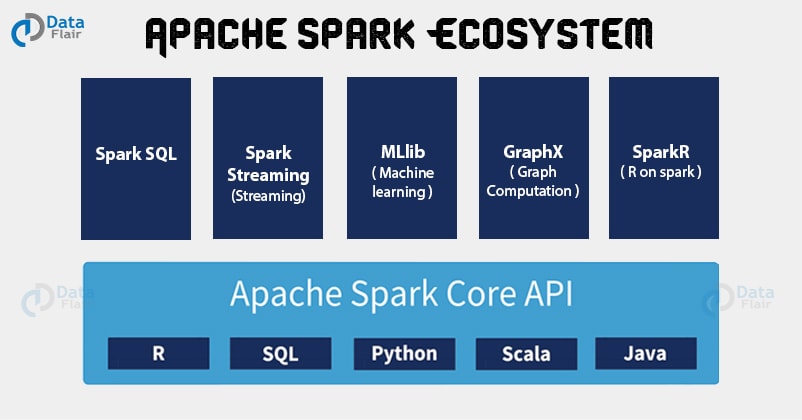 Data
Flair
Apache Spark Ecosystem
Spark SQL
Spark
Streaming
(Streaming)
MLlib
( Machine
learning )
GraphX
( Graph
Computation )
SparkR
( R on spark )
Apache Spark Core API
R
SQL
Python
Scala
Java
Data
Flair
Data
Flair